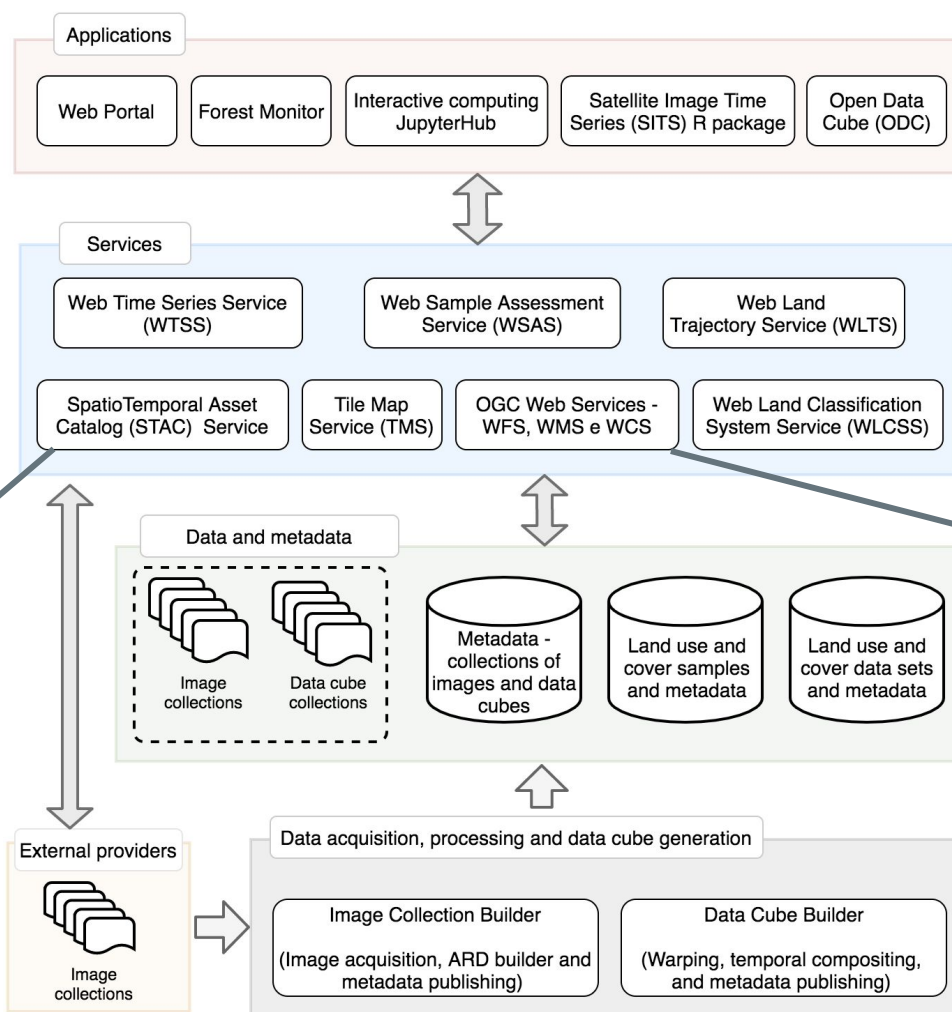 Applications
Web Portal
Forest Monitor
Interactive computing
JupyterHub
Satellite Image Time
Series (SITS) R package
Open Data
Cube (ODC)
Services
Web Time Series Service
(WTSS)
Web Sample Assessment
Service (WSAS)
Web Land
Trajectory Service (WLTS)
SpatioTemporal Asset
Catalog (STAC) Service
Tile Map
Service (TMS)
OGC Web Services -
WFS, WMS e WCS
Web Land Classification
System Service (WLCSS)
Data and metadata
Image
collections
Data cube
collections
Metadata -
collections of
images and data
cubes
Land use and
cover samples
and metadata
Land use and
cover data sets
and metadata
External providers
Image
collections
Data acquisition, processing and data cube generation
Image Collection Builder
(Image acquisition, ARD builder and
metadata publishing)
Data Cube Builder
(Warping, temporal compositing,
and metadata publishing)